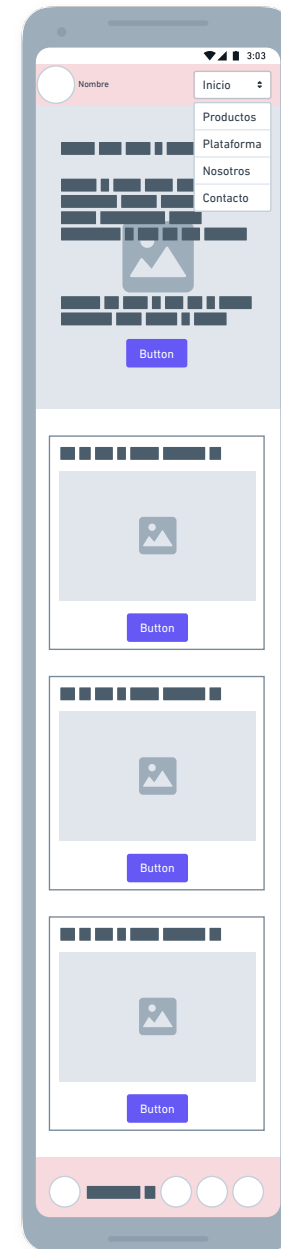 3:03
Nombre
Inicio
Productos
Plataforma
Nosotros
Contacto
Button
Button
Button
Button